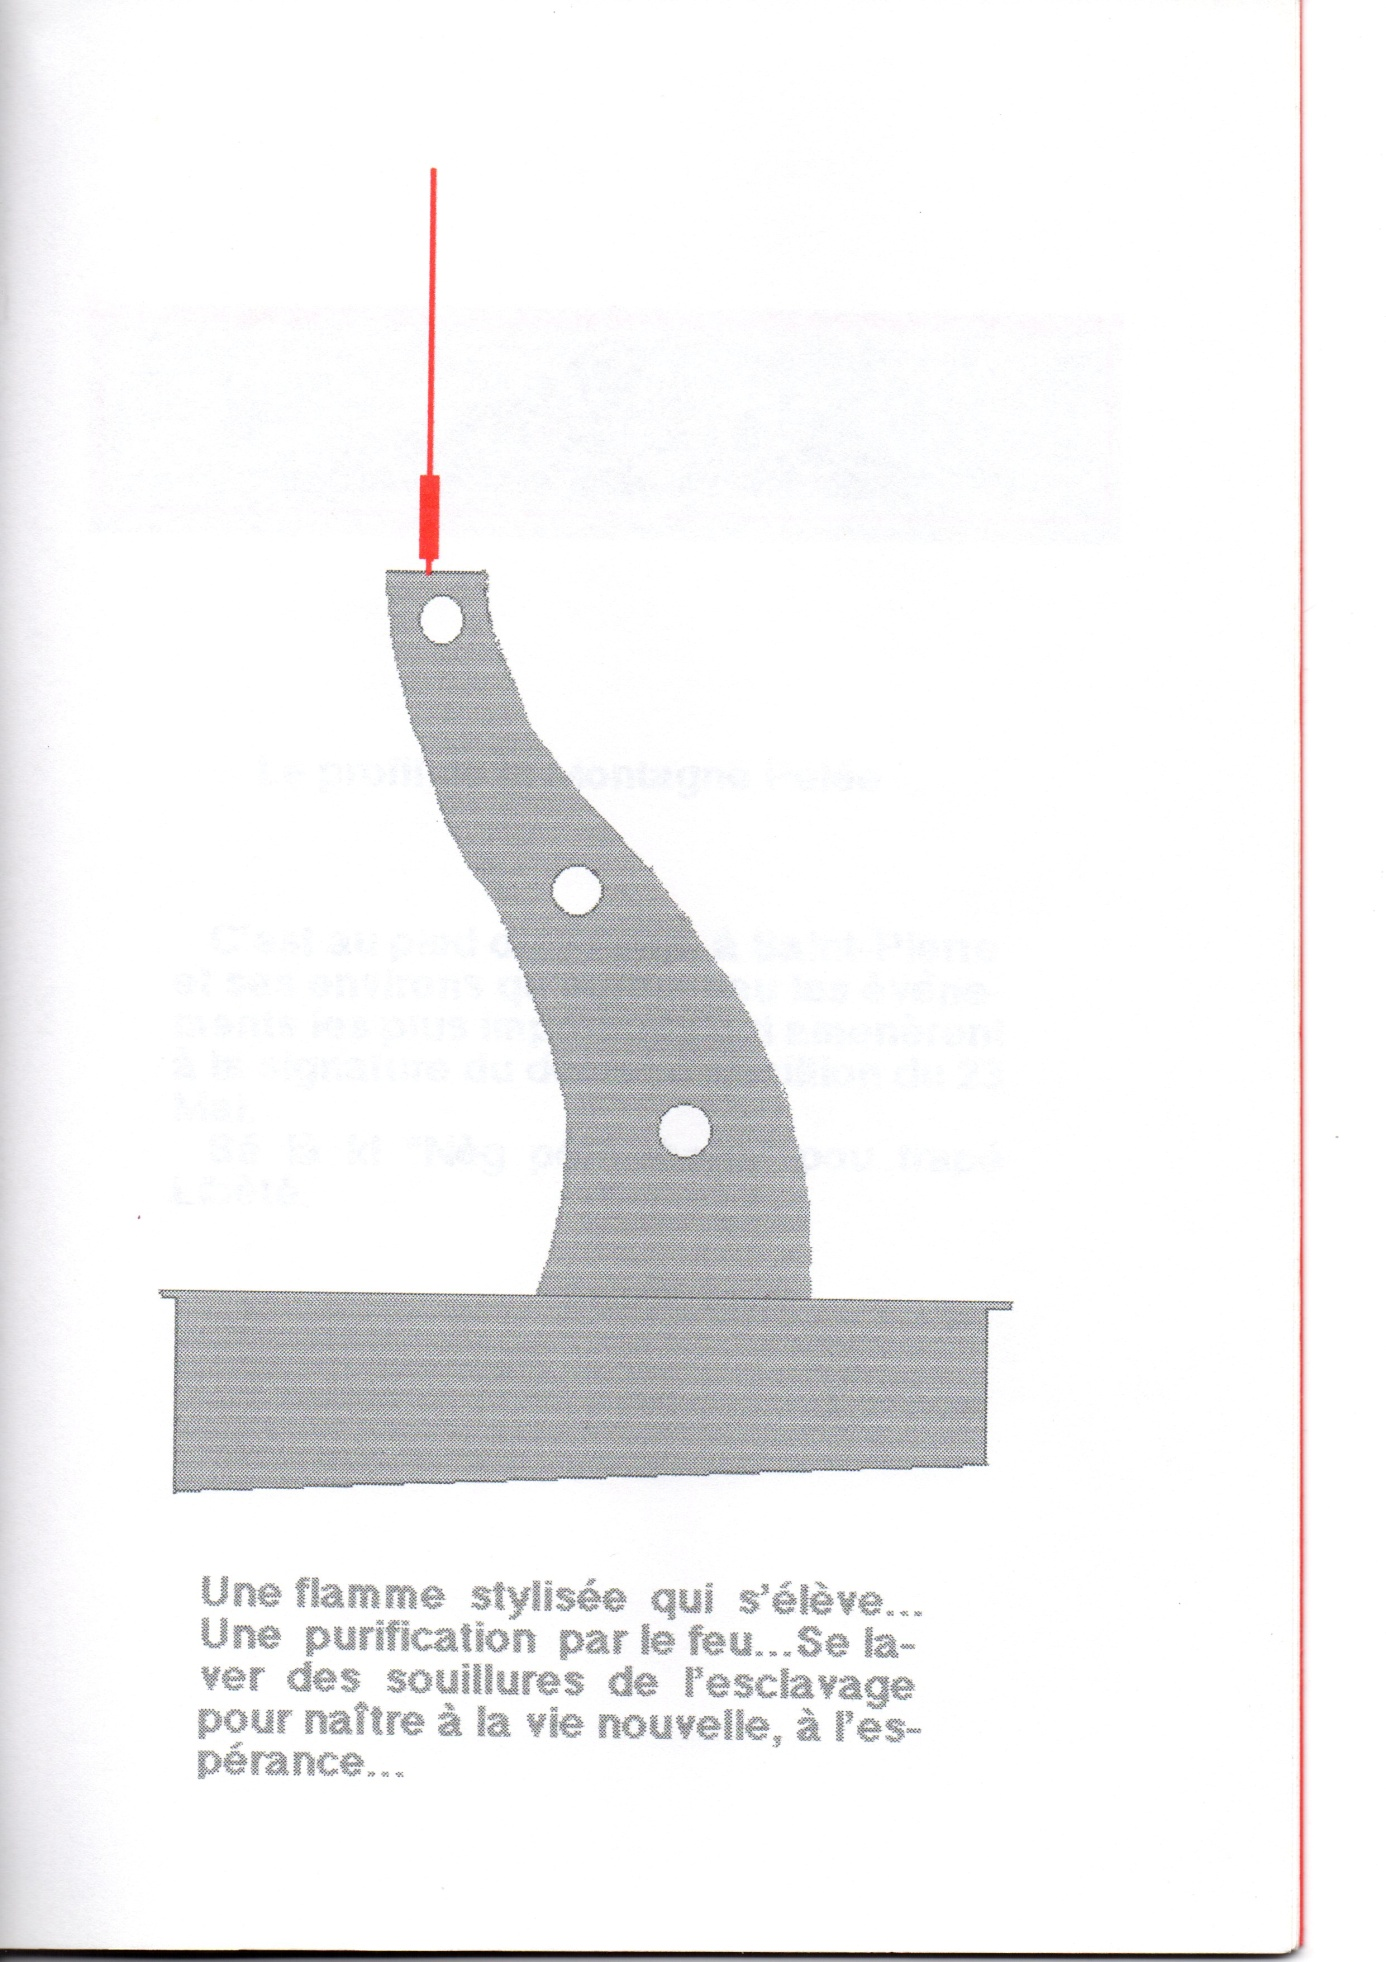 Une flamme stylisée qui s'élève...
Une purification par le feu...Se la-
ver des souillures de l'esclavage
pour naître à la vie nouvelle, à l'es-
pérance...